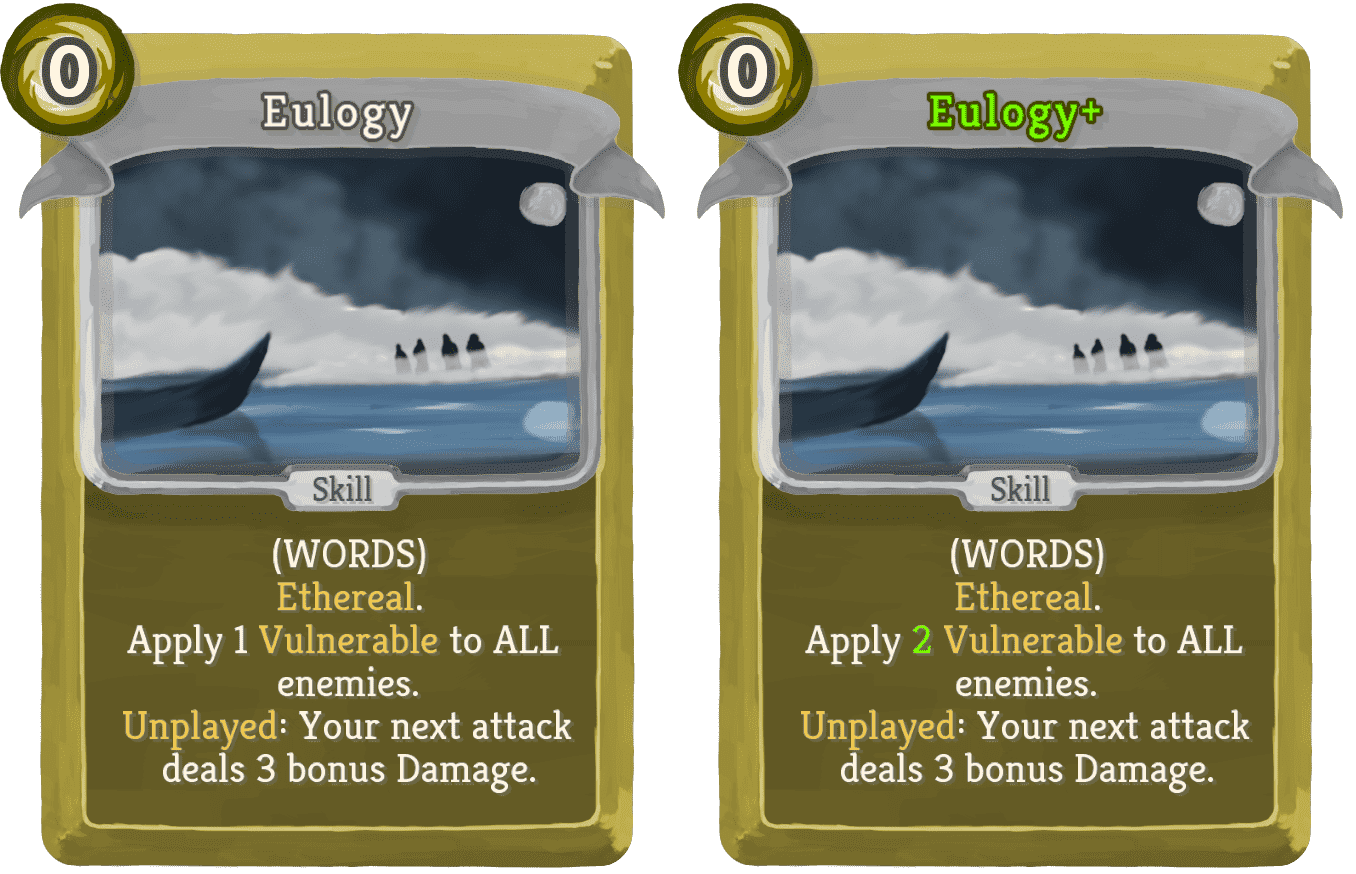 0
Eulogy
Skill
(WORDS)
Ethereal.
Apply 1 Vulnerable to ALL
enemies.
Unplayed: Your next attack
deals 3 bonus Damage.
0
Eulogy+
Skill
(WORDS)
Ethereal.
Apply 2 Vulnerable to ALL
enemies.
Unplayed: Your next attack
deals 3 bonus Damage.